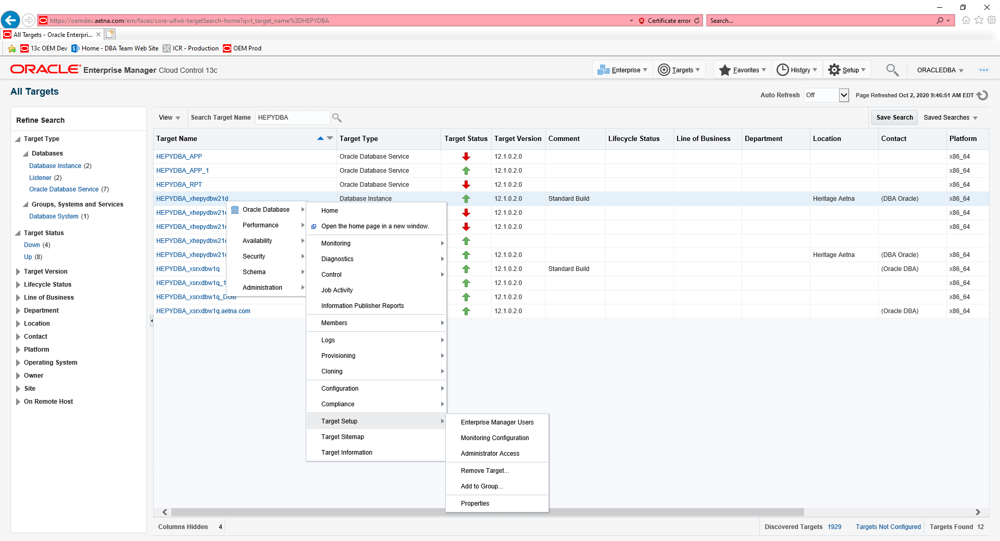 https://oemdev.aetna.com/em/faces/core-uifwk-targetSearch-home?q=t_target_name%3DHEPYDBA Certificate error Search...
All Targets - Oracle Enterpri...
13c OEM Dev Home - DBA Team Web Site ICR - Production OEM Prod
ORACLE Enterprise Manager Cloud Control 13c Enterprise Targets Favorites History Setup ORACLEDBA
All Targets
Auto Refresh Off Page Refreshed Oct 2, 2020 9:46:51 AM EDT
Refine Search
Target Type
Databases
Database Instance (2)
Listener (2)
Oracle Database Service (7)
Groups, Systems and Services
Database System (1)
Target Status
Down (4)
Up (8)
Target Version
Lifecycle Status
Line of Business
Department
Location
Contact
Platform
Operating System
Owner
Site
On Remote Host
View Search Target Name HEPYDBA Save Search Saved Searches
Target Name Target Type Target Status Target Version Comment Lifecycle Status Line of Business Department Location Contact Platform
HEPYDBA_APP Oracle Database Service 12.1.0.2.0 x86_64
HEPYDBA_APP_1 Oracle Database Service 12.1.0.2.0 x86_64
HEPYDBA_RPT Oracle Database Service 12.1.0.2.0 x86_64
HEPYDBA_xhepydbw21d Database Instance 12.1.0.2.0 Standard Build Heritage Aetna (DBA Oracle) x86_64
HEPYDBA_xhepydbw21 12.1.0.2.0 x86_64
HEPYDBA_xhepydbw21 12.1.0.2.0 x86_64
HEPYDBA_xhepydbw21
HEPYDBA_xhepydbw21 12.1.0.2.0 Heritage Aetna (DBA Oracle) x86_64
HEPYDBA_xsrxdbw1q 12.1.0.2.0 Standard Build (Oracle DBA) x86_64
HEPYDBA_xsrxdbw1q_1 12.1.0.2.0 x86_64
HEPYDBA_xsrxdbw1q_DGB 12.1.0.2.0 x86_64
HEPYDBA_xsrxdbw1q.aetna.com 12.1.0.2.0 (Oracle DBA) x86_64
Oracle Database
Performance
Availability
Security
Schema
Administration
Home
Open the home page in a new window.
Monitoring
Diagnostics
Control
Job Activity
Information Publisher Reports
Members
Logs
Provisioning
Cloning
Configuration
Compliance
Target Setup
Target Sitemap
Target Information
Enterprise Manager Users
Monitoring Configuration
Administrator Access
Remove Target...
Add to Group...
Properties
Columns Hidden 4 Discovered Targets 1929 Targets Not Configured Targets Found 12